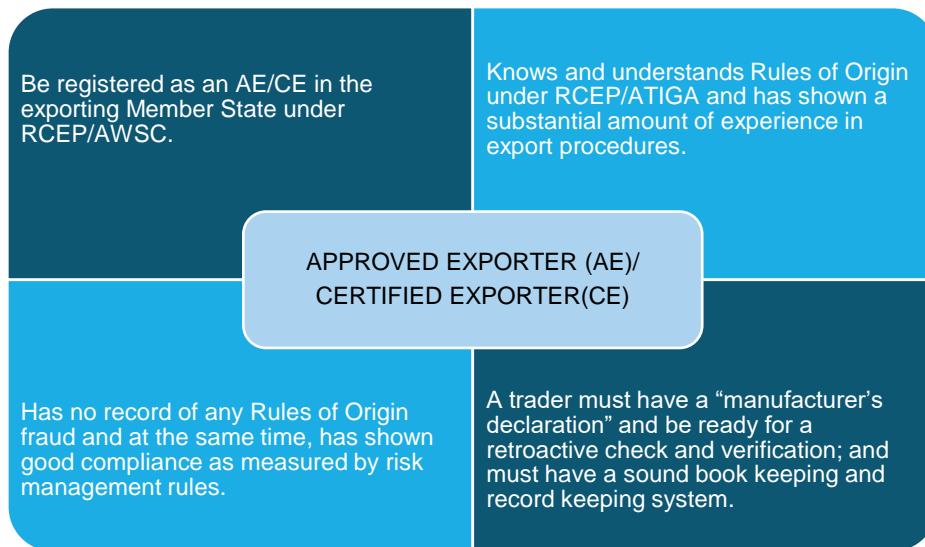 Be registered as an AE/CE in the
exporting Member State under
RCEP/AWSC.
Knows and understands Rules of Origin
under RCEP/ATIGA and has shown a
substantial amount of experience in
export procedures.
APPROVED EXPORTER (AE)/
CERTIFIED EXPORTER(CE)
Has no record of any Rules of Origin
fraud and at the same time, has shown
good compliance as measured by risk
management rules.
A trader must have a “manufacturer’s
declaration” and be ready for a
retroactive check and verification; and
must have a sound book keeping and
record keeping system.